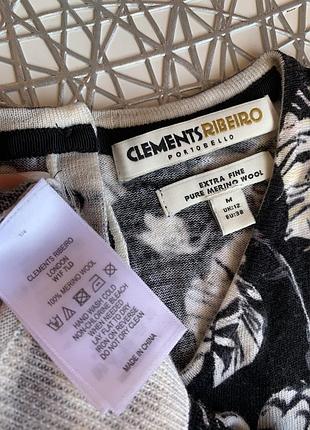 CLEMENTS RIBEIRO
PORTOBELLO
EXTRA FINE
PURE MERINO WOOL
M
UK:12
EU:38
CLEMENTS RIBEIRO
LONDON
W1F 7LD
100% MERINO WOOL
HAND WASH COLD
NON-CHLORINE BLEACH
LAY FLAT TO DRY
IRON ON REVERSE
DO NOT DRY CLEAN
MADE IN CHINA